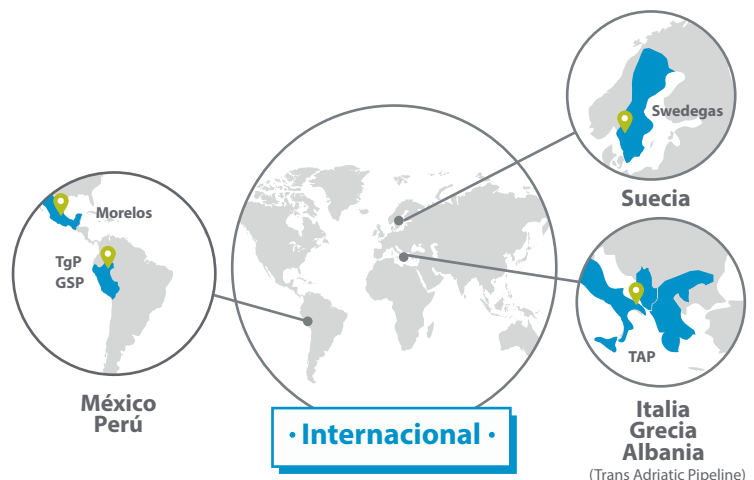 Swedegas
Suecia
Morelos
TgP
GSP
México
Perú
TAP
Italia
Grecia
Albania
(Trans Adriatic Pipeline)
· Internacional ·